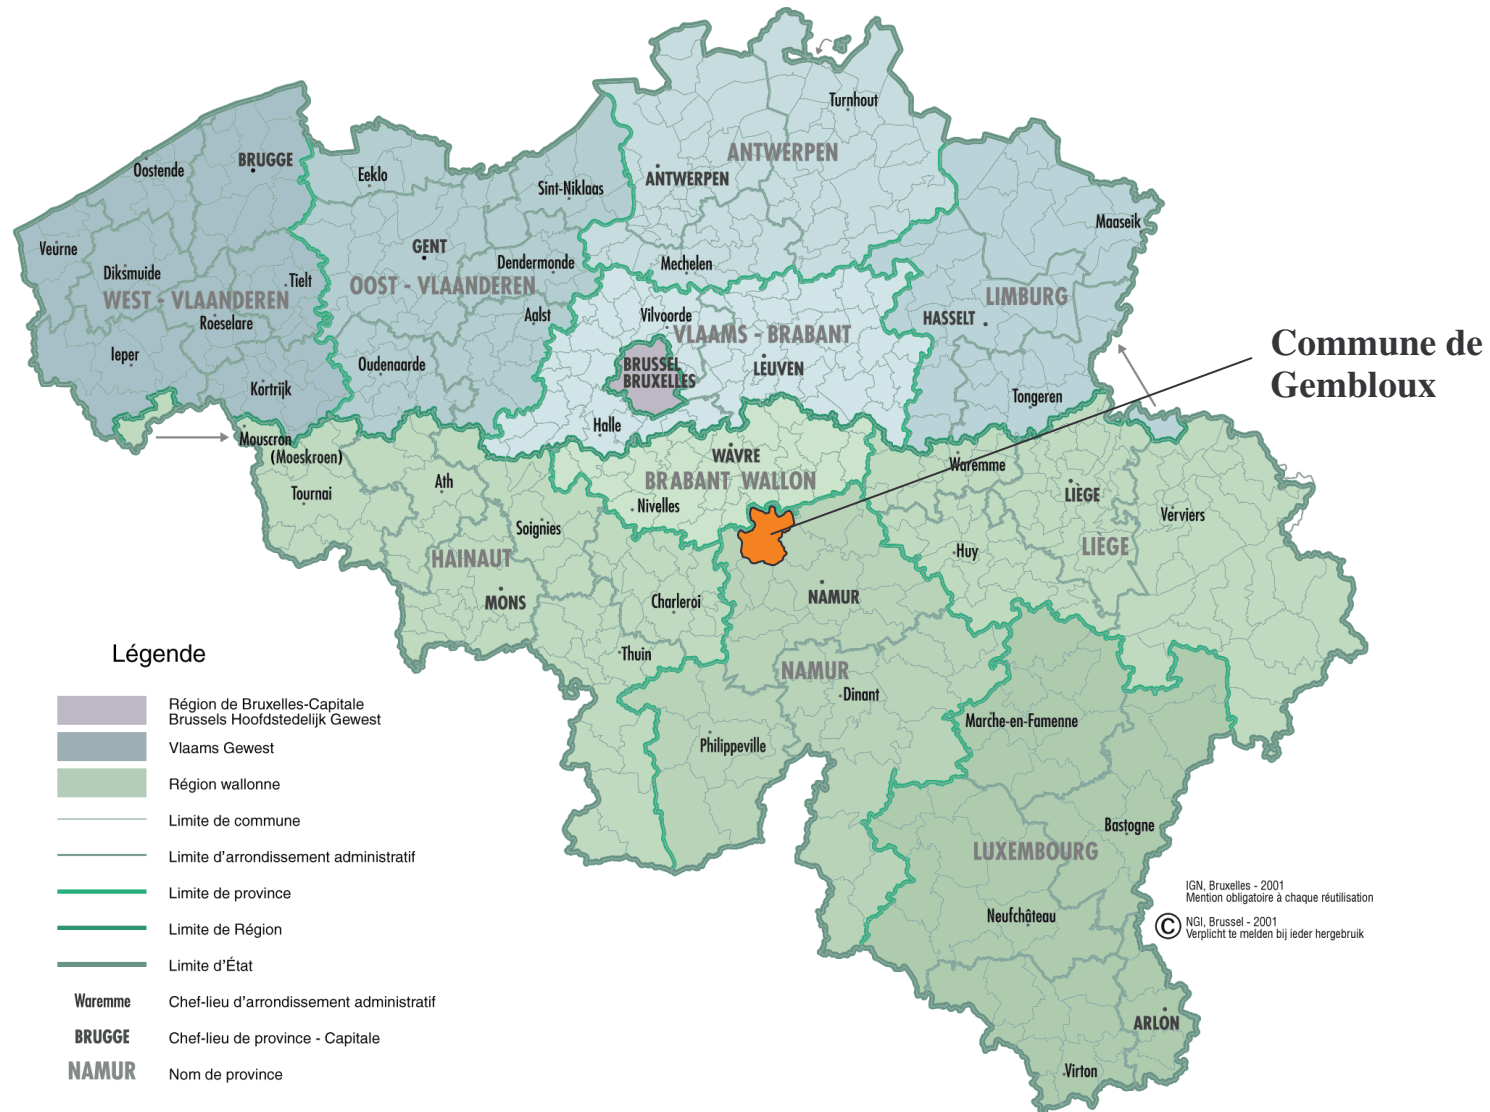 Turnhout
ANTWERPEN
ANTWERPEN
Oostende
BRUGGE
Eeklo
Sint-Niklaas
Maaseik
Veurne
GENT
Diksmuide
Tielt
Dendermonde
Mechelen
WEST - VLAANDEREN
OOST - VLAANDEREN
LIMBURG
Roeselare
Aalst
Vilvoorde
HASSELT
VLAAMS - BRABANT
Ieper
Oudenaarde
BRUSSEL
BRUXELLES
LEUVEN
Commune de
Gembloux
Kortrijk
Tongeren
Halle
Mouscron
(Moeskroen)
WAVRE
Waremme
BRABANT WALLON
Ath
Tournai
LIEGE
Nivelles
Verviers
Soignies
HAINAUT
Huy
LIEGE
MONS
Charleroi
NAMUR
Thuin
NAMUR
Dinant
Marche-en-Famenne
Philippeville
Bastogne
LUXEMBOURG
Neufchâteau
ARLON
Virton
Légende
Région de Bruxelles-Capitale
Brussels Hoofdstedelijk Gewest
Vlaams Gewest
Région wallonne
Limite de commune
Limite d'arrondissement administratif
Limite de province
Limite de Région
Limite d'État
Waremme Chef-lieu d'arrondissement administratif
BRUGGE Chef-lieu de province - Capitale
NAMUR Nom de province
IGN, Bruxelles - 2001
Mention obligatoire à chaque réutilisation
© NGI, Brussel - 2001
Verplicht te melden bij ieder hergebruik